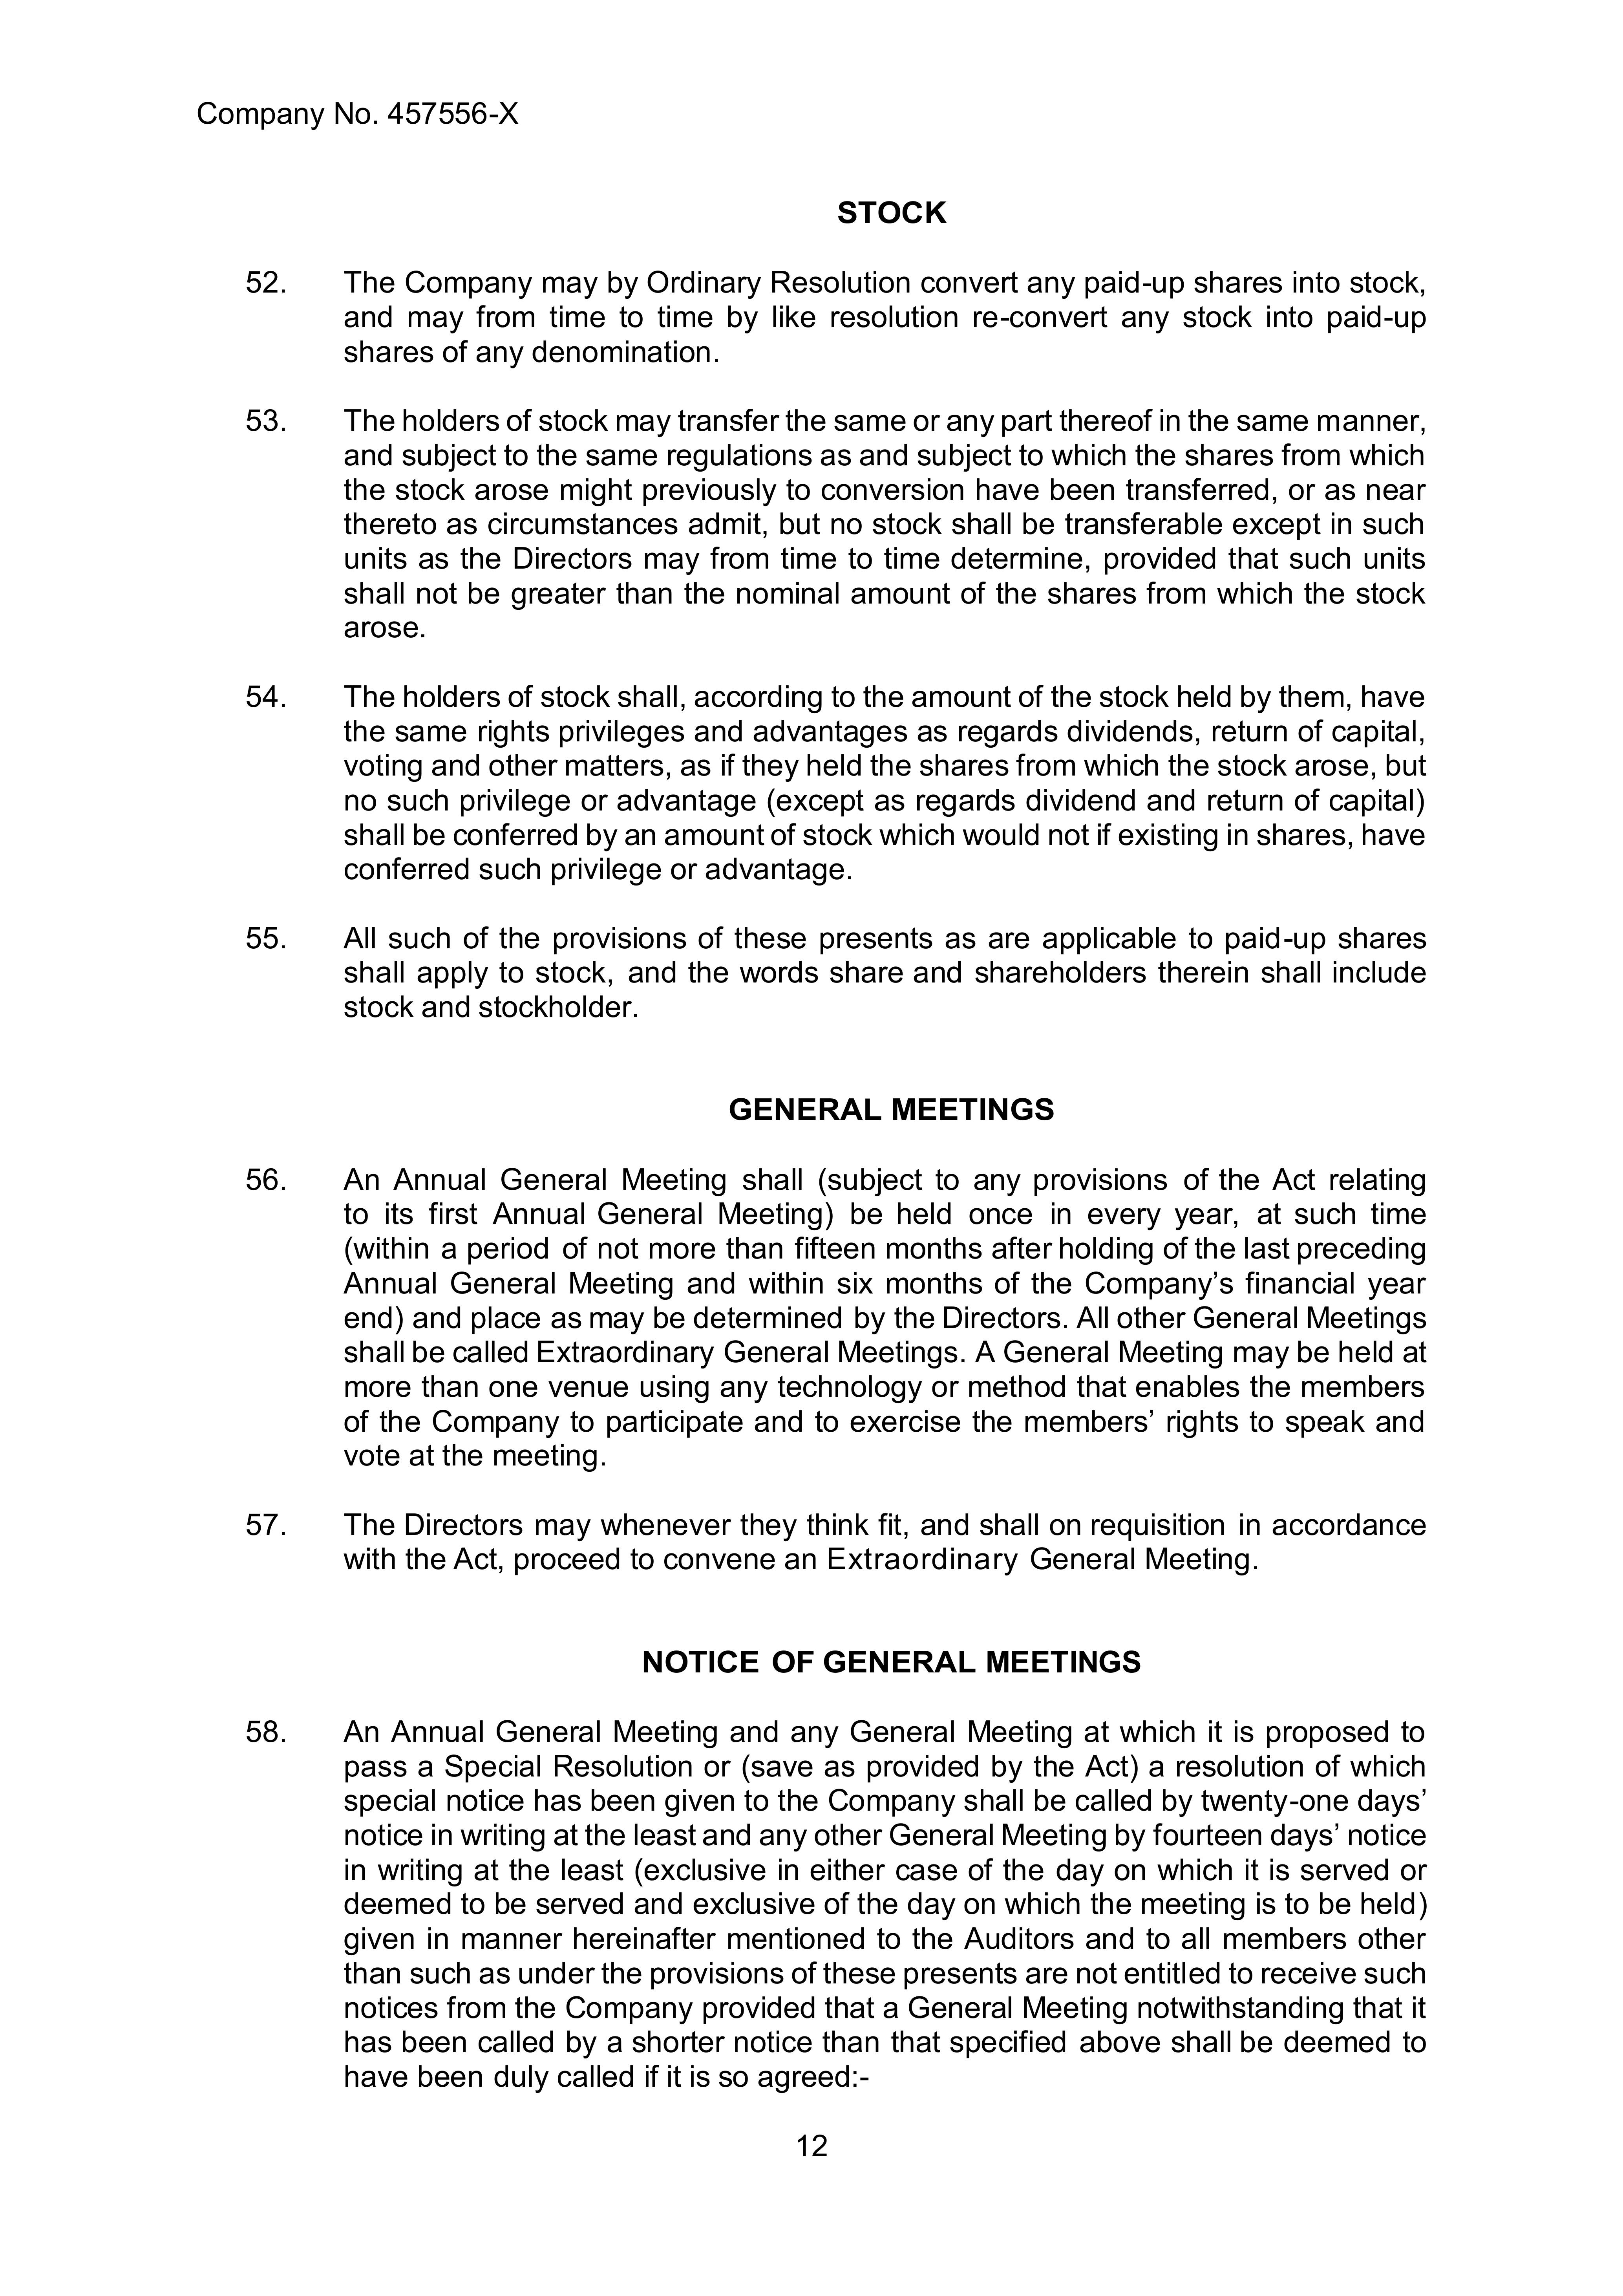 Company No. 457556-X
STOCK
52. The Company may by Ordinary Resolution convert any paid-up shares into stock,
and may from time to time by like resolution re-convert any stock into paid-up
shares of any denomination.
53. The holders of stock may transfer the same or any part thereof in the same manner,
and subject to the same regulations as and subject to which the shares from which
the stock arose might previously to conversion have been transferred, or as near
thereto as circumstances admit, but no stock shall be transferable except in such
units as the Directors may from time to time determine, provided that such units
shall not be greater than the nominal amount of the shares from which the stock
arose.
54. The holders of stock shall, according to the amount of the stock held by them, have
the same rights privileges and advantages as regards dividends, return of capital,
voting and other matters, as if they held the shares from which the stock arose, but
no such privilege or advantage (except as regards dividend and return of capital)
shall be conferred by an amount of stock which would not if existing in shares, have
conferred such privilege or advantage.
55. All such of the provisions of these presents as are applicable to paid-up shares
shall apply to stock, and the words share and shareholders therein shall include
stock and stockholder.
GENERAL MEETINGS
56. An Annual General Meeting shall (subject to any provisions of the Act relating
to its first Annual General Meeting) be held once in every year, at such time
(within a period of not more than fifteen months after holding of the last preceding
Annual General Meeting and within six months of the Company’s financial year
end) and place as may be determined by the Directors. All other General Meetings
shall be called Extraordinary General Meetings. A General Meeting may be held at
more than one venue using any technology or method that enables the members
of the Company to participate and to exercise the members’ rights to speak and
vote at the meeting.
57. The Directors may whenever they think fit, and shall on requisition in accordance
with the Act, proceed to convene an Extraordinary General Meeting.
NOTICE OF GENERAL MEETINGS
58. An Annual General Meeting and any General Meeting at which it is proposed to
pass a Special Resolution or (save as provided by the Act) a resolution of which
special notice has been given to the Company shall be called by twenty-one days’
notice in writing at the least and any other General Meeting by fourteen days’ notice
in writing at the least (exclusive in either case of the day on which it is served or
deemed to be served and exclusive of the day on which the meeting is to be held)
given in manner hereinafter mentioned to the Auditors and to all members other
than such as under the provisions of these presents are not entitled to receive such
notices from the Company provided that a General Meeting notwithstanding that it
has been called by a shorter notice than that specified above shall be deemed to
have been duly called if it is so agreed:-
12